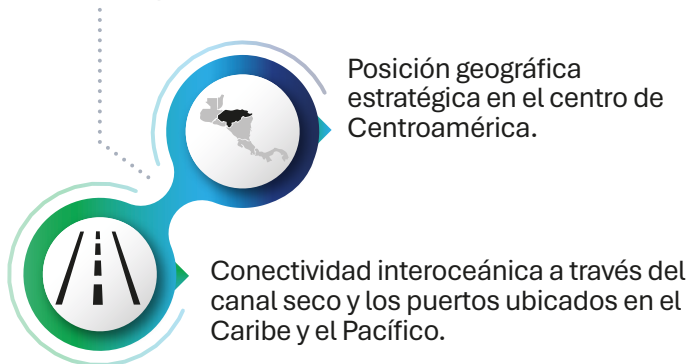 Posición geográfica
estratégica en el centro de
Centroamérica.
Conectividad interoceánica a través del
canal seco y los puertos ubicados en el
Caribe y el Pacífico.